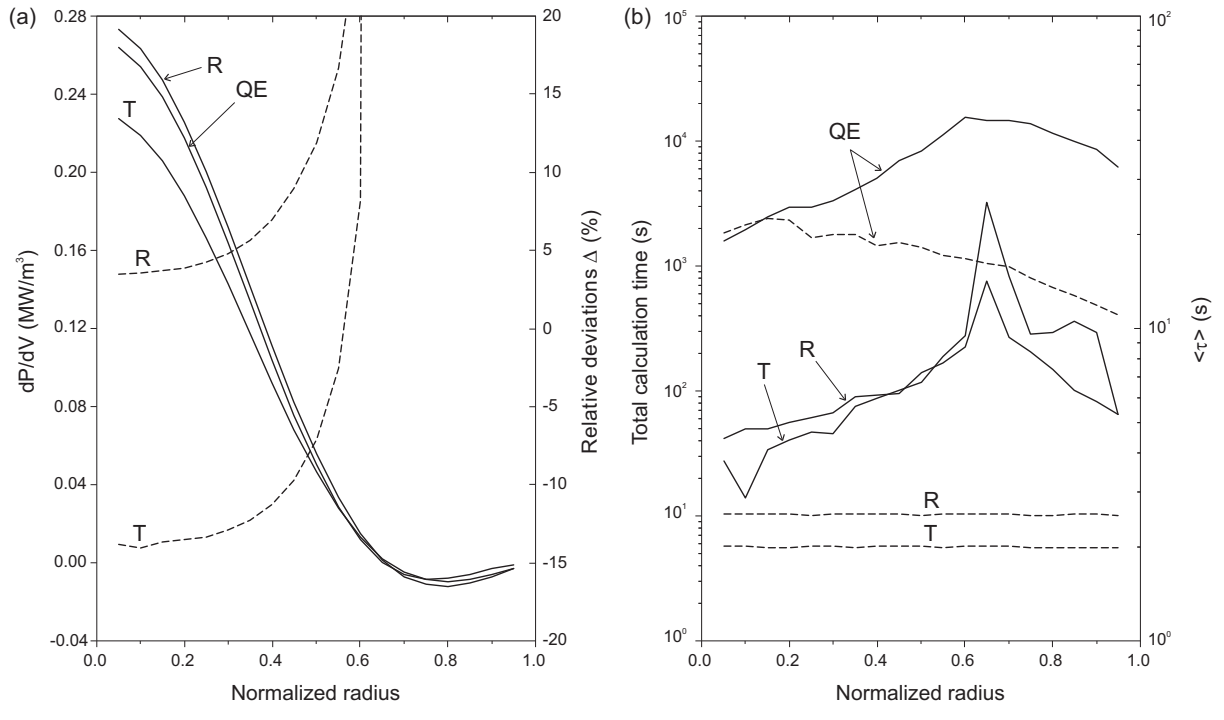 (a)
0.28
0.24
0.20
0.16
0.12
0.08
0.04
0.00
-0.04
dP/dV (MW/m³)
0.0
0.2
0.4
0.6
0.8
1.0
Normalized radius
20
15
10
5
0
-5
-10
-15
-20
Relative deviations Δ (%)
R
QE
T
R
T
(b)
10⁵
10⁴
10³
10²
10¹
10⁰
Total calculation time (s)
0.0
0.2
0.4
0.6
0.8
1.0
Normalized radius
10²
10¹
10⁰
<τ> (s)
QE
R
T
R
T